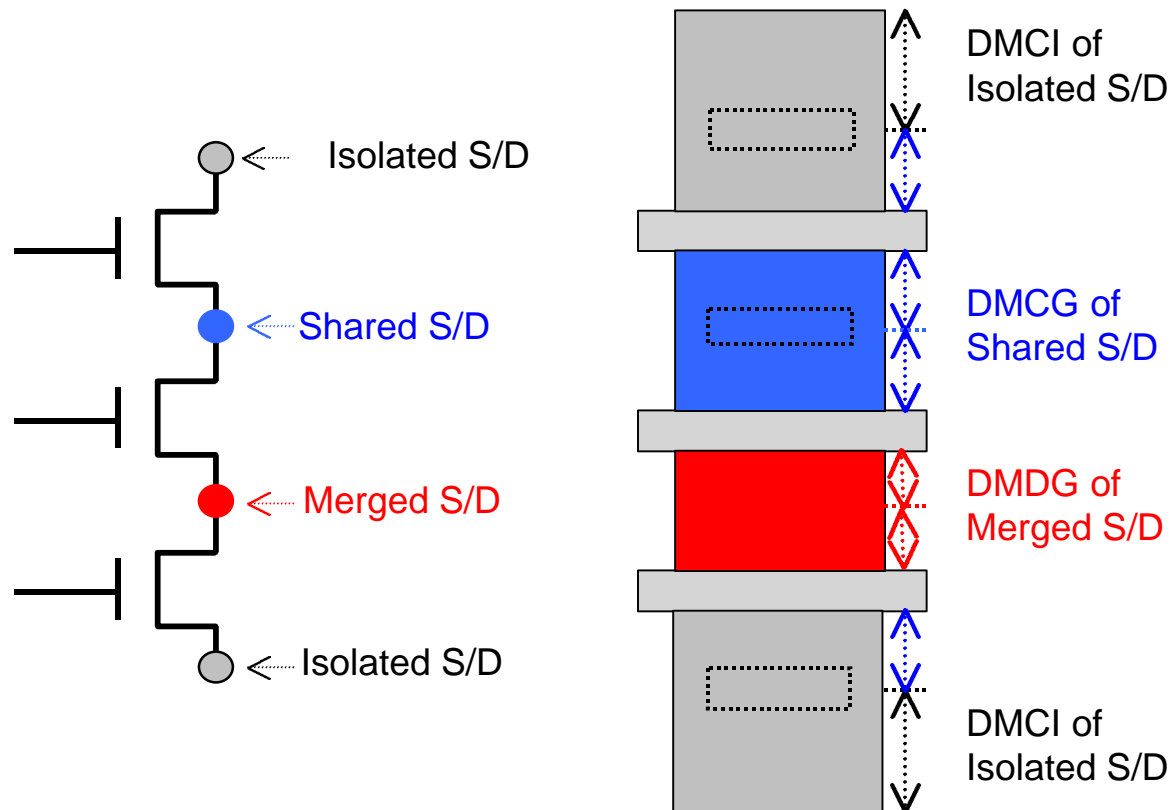 Isolated S/D
Shared S/D
Merged S/D
Isolated S/D
DMCI of
Isolated S/D
DMCG of
Shared S/D
DMDG of
Merged S/D
DMCI of
Isolated S/D